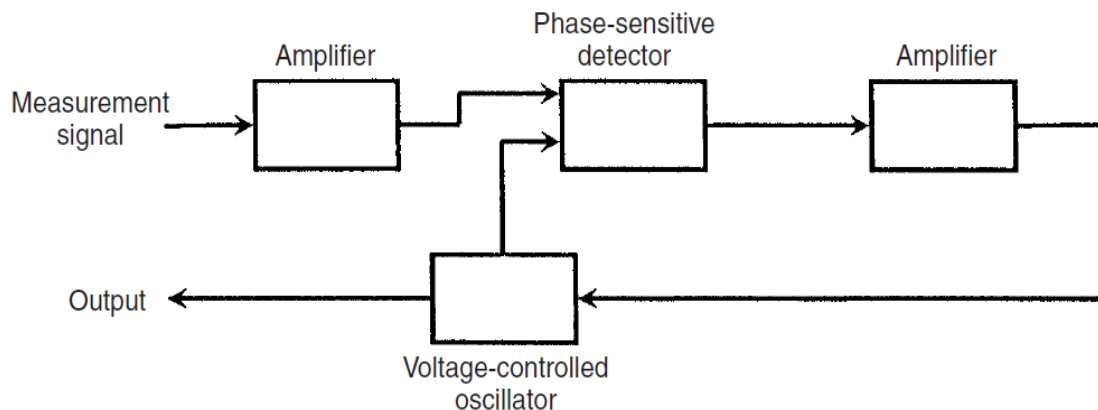 Phase-sensitive
Amplifier
detector
Amplifier
Measurement
signal
Output
Voltage-controlled
oscillator